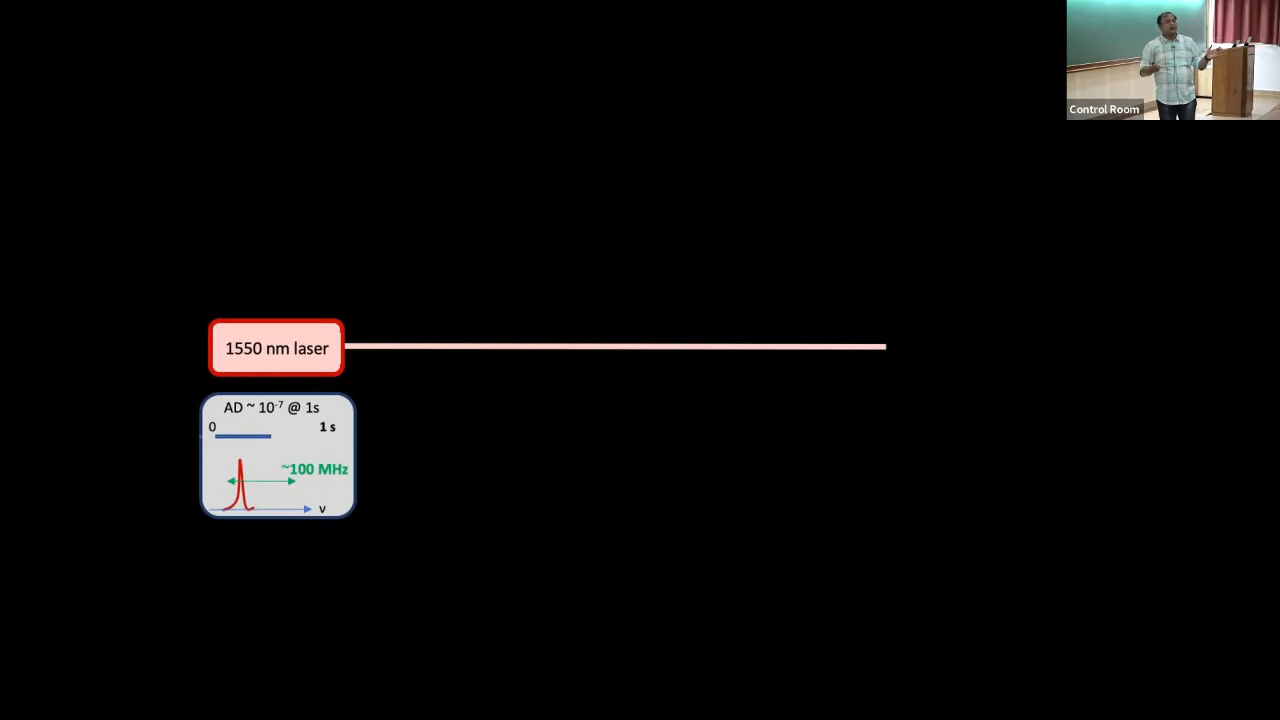 Control Room
1550 nm laser
AD ~ 10⁻⁷ @ 1s
0 1 s
~100 MHz
ν